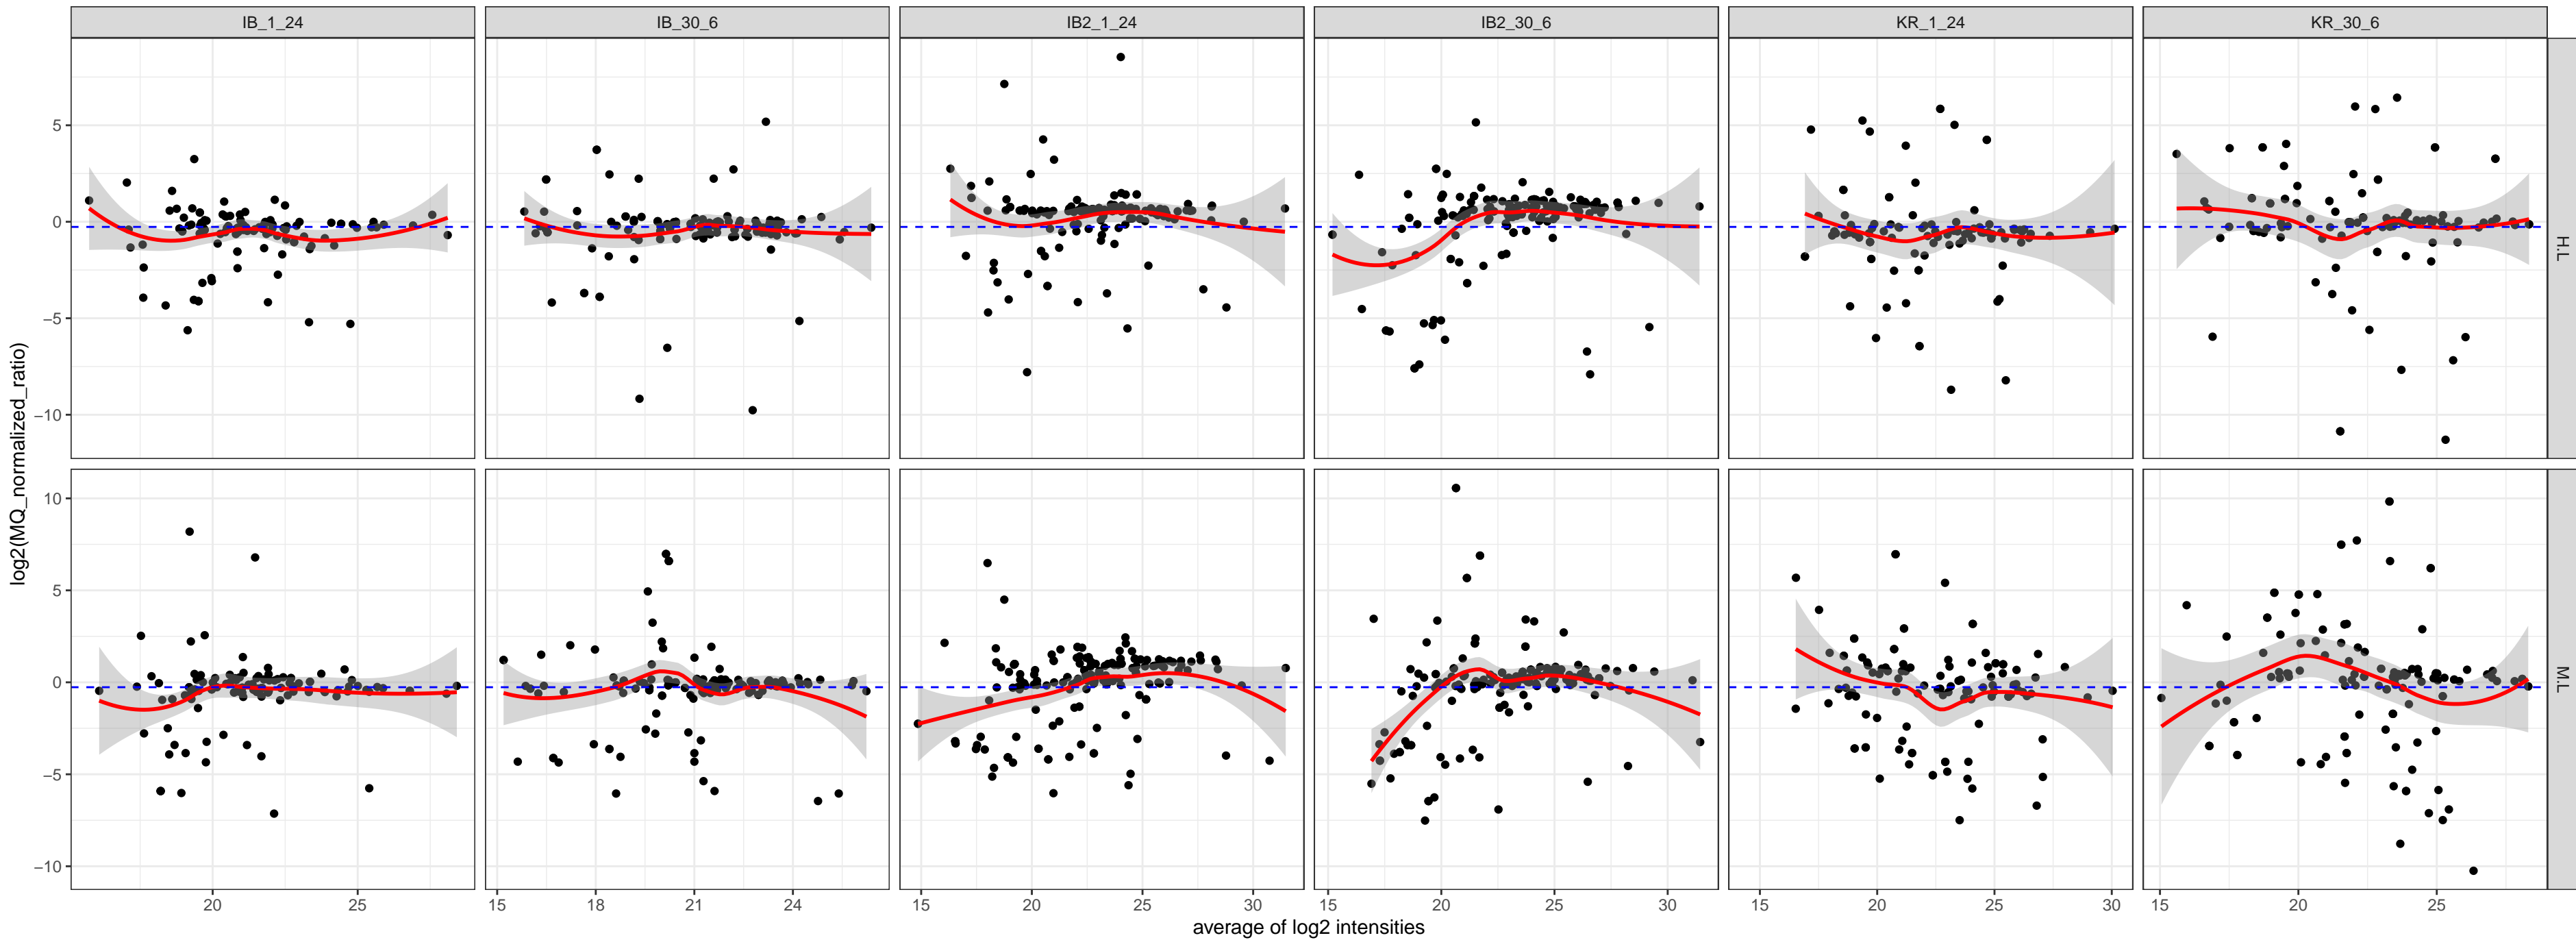 IB_1_24 IB_30_6 IB2_1_24 IB2_30_6 KR_1_24 KR_30_6
5
0
−5
−10
H.L
10
5
0
−5
−10
M.L
log2(MQ_normalized_ratio)
20 25 15 18 21 24 15 20 25 30 15 20 25 30 15 20 25 30 15 20 25
average of log2 intensities